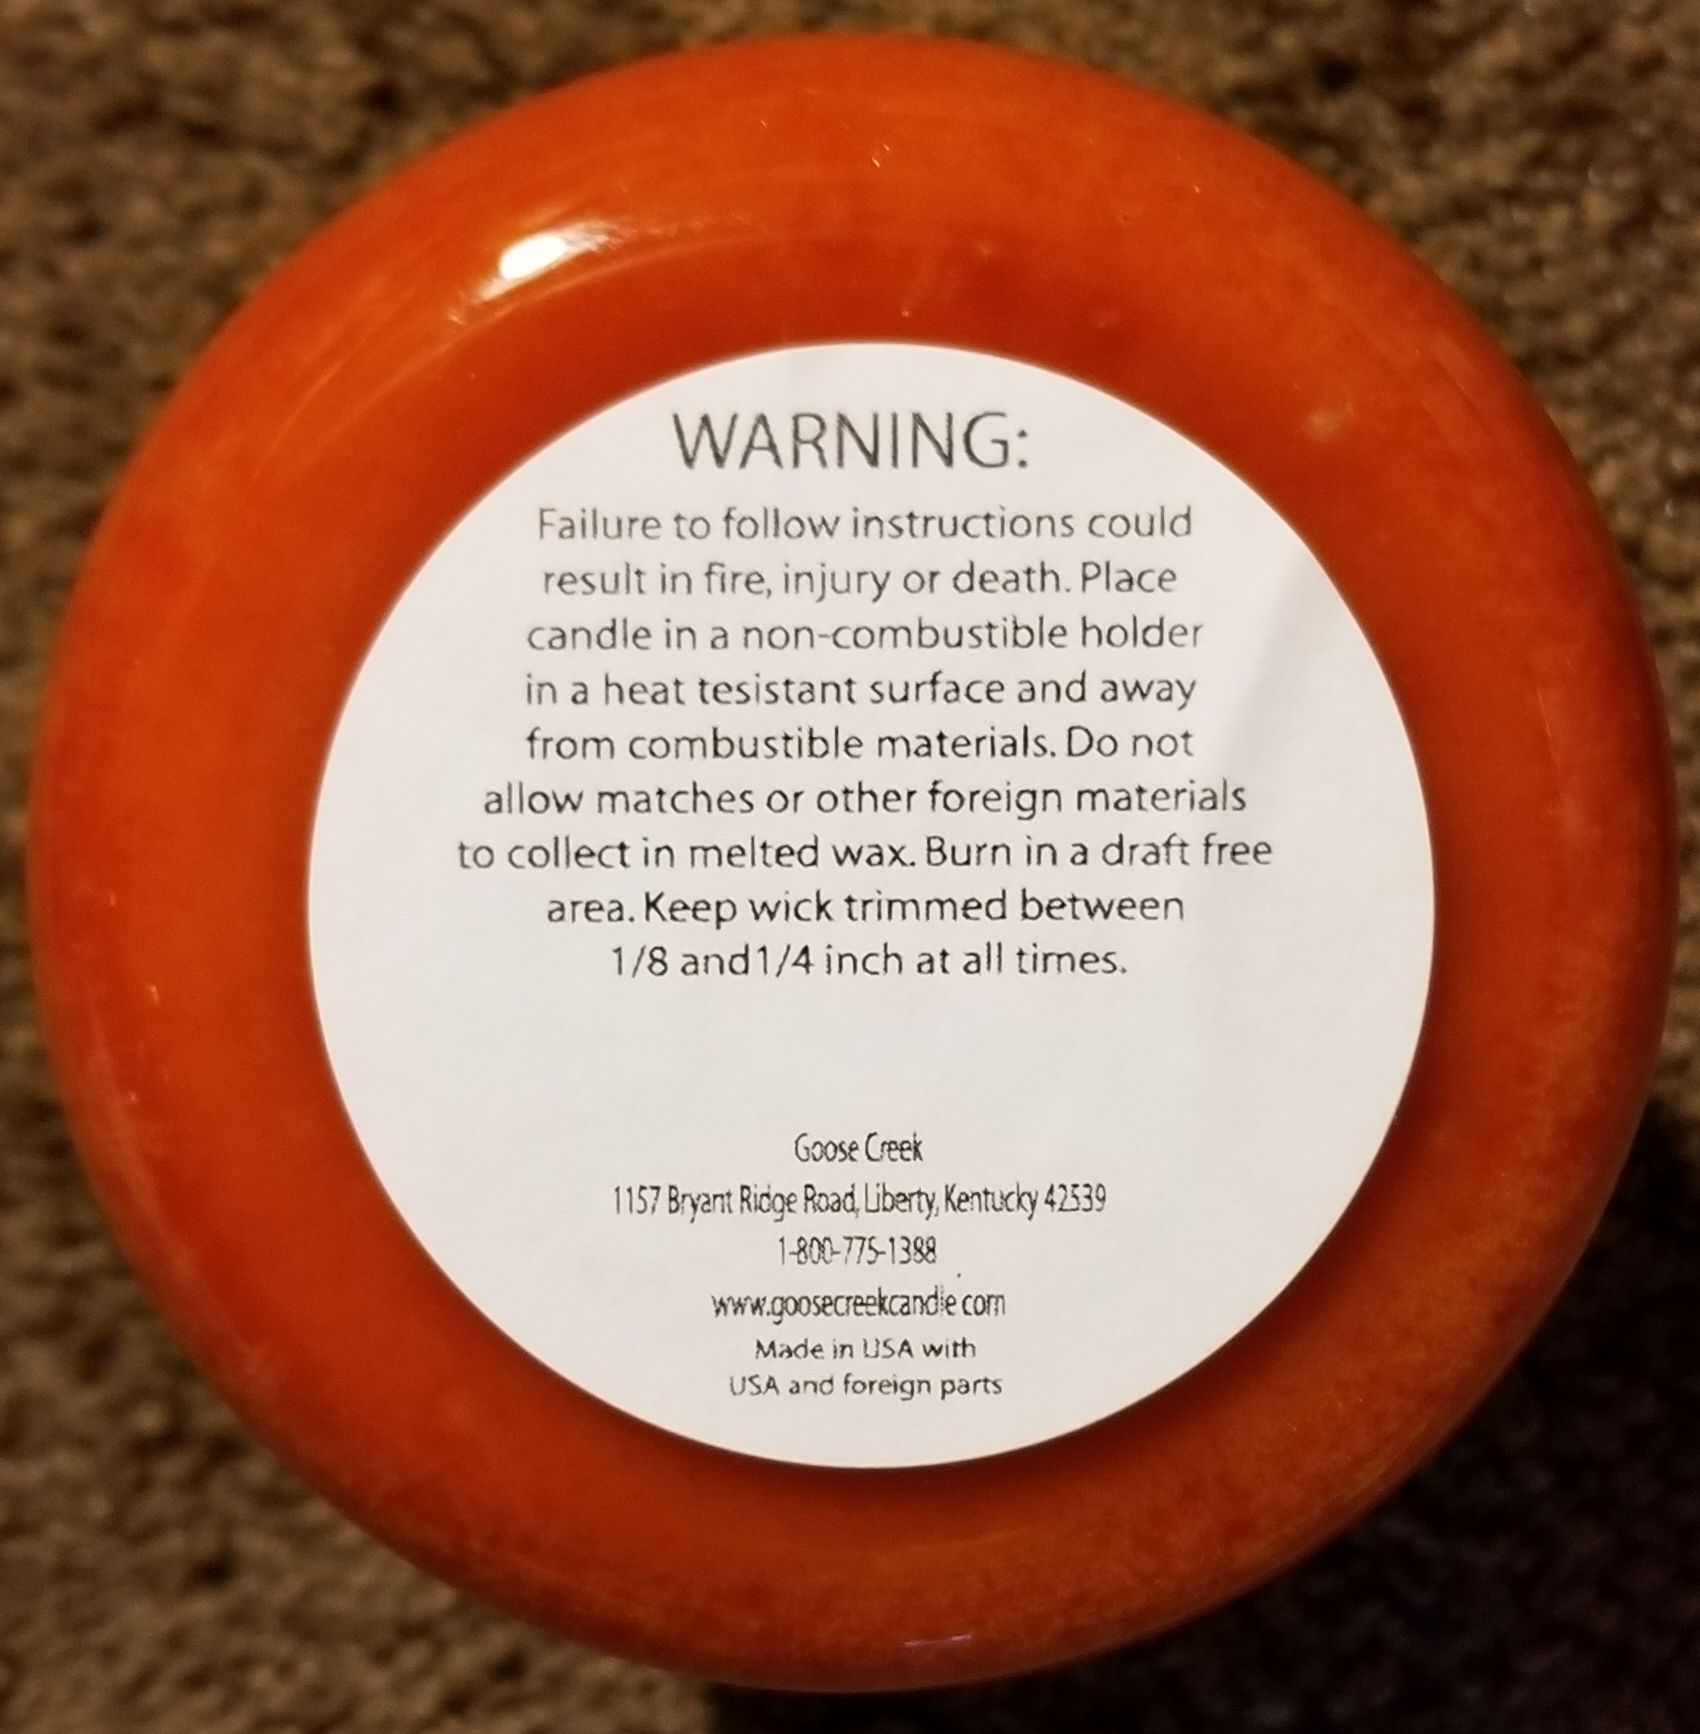 WARNING:
Failure to follow instructions could
result in fire, injury or death. Place
candle in a non-combustible holder
in a heat tesistant surface and away
from combustible materials. Do not
allow matches or other foreign materials
to collect in melted wax. Burn in a draft free
area. Keep wick trimmed between
1/8 and1/4 inch at all times.
Goose Creek
1157 Bryant Ridge Road, Liberty, Kentucky 42539
1-800-775-1388
www.goosecreekcandle.com
Made in USA with
USA and foreign parts